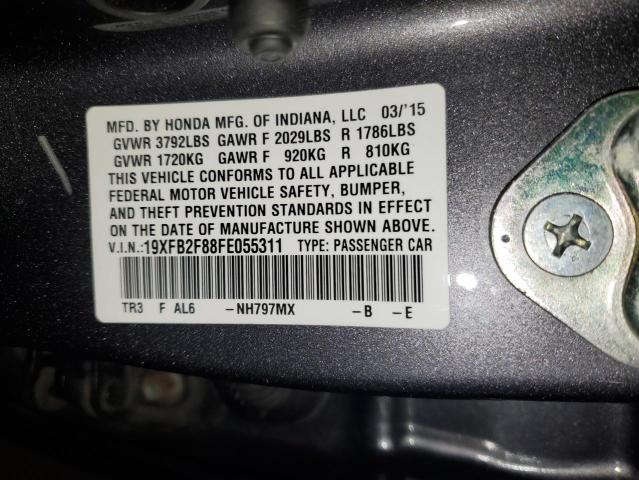 MFD. BY HONDA MFG. OF INDIANA, LLC 03/'15
GVWR 3792LBS GAWR F 2029LBS R 1786LBS
GVWR 1720KG GAWR F 920KG R 810KG
THIS VEHICLE CONFORMS TO ALL APPLICABLE
FEDERAL MOTOR VEHICLE SAFETY, BUMPER,
AND THEFT PREVENTION STANDARDS IN EFFECT
ON THE DATE OF MANUFACTURE SHOWN ABOVE.
V.I.N.:19XFB2F88FE055311 TYPE: PASSENGER CAR
TR3 F AL6 -NH797MX -B -E